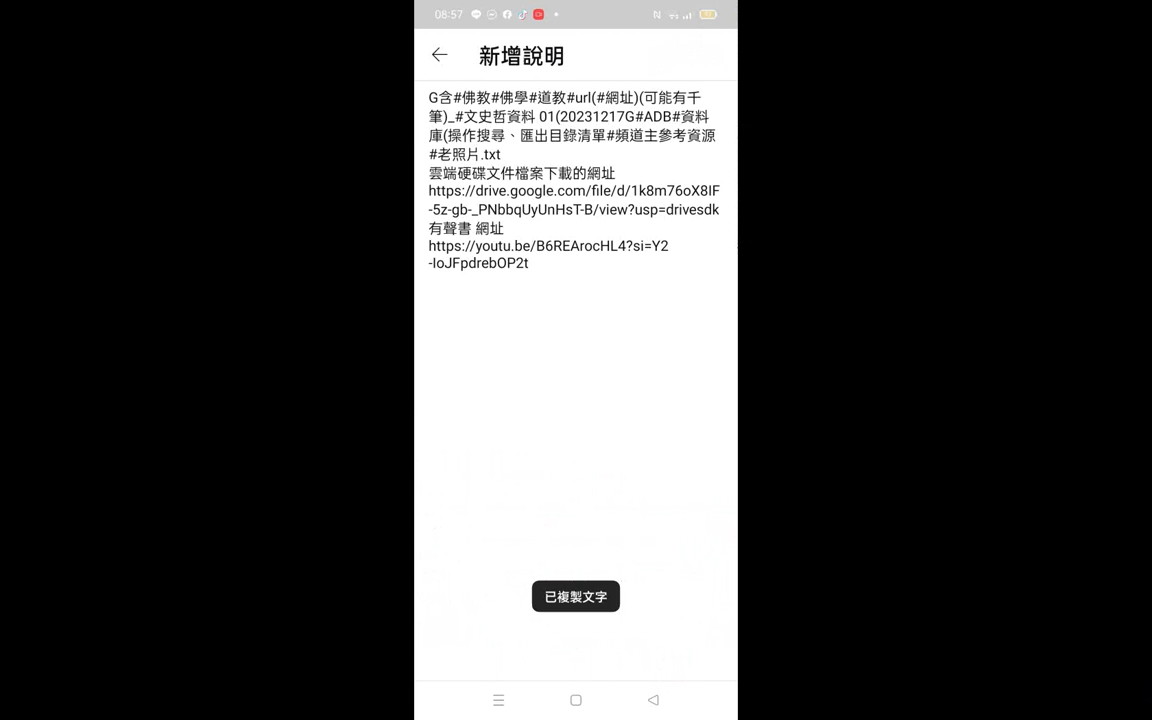 08:57
新增說明
G含#佛教#佛學#道教#url(#網址)(可能有千
筆)_#文史哲資料 01(20231217G#ADB#資料
庫(操作搜尋、匯出目錄清單#頻道主參考資源
#老照片.txt
雲端硬碟文件檔案下載的網址
https://drive.google.com/file/d/1k8m76oX8IF
-5z-gb-_PNbbqUyUnHsT-B/view?usp=drivesdk
有聲書 網址
https://youtu.be/B6REArocHL4?si=Y2
-IoJFpdrebOP2t
已複製文字